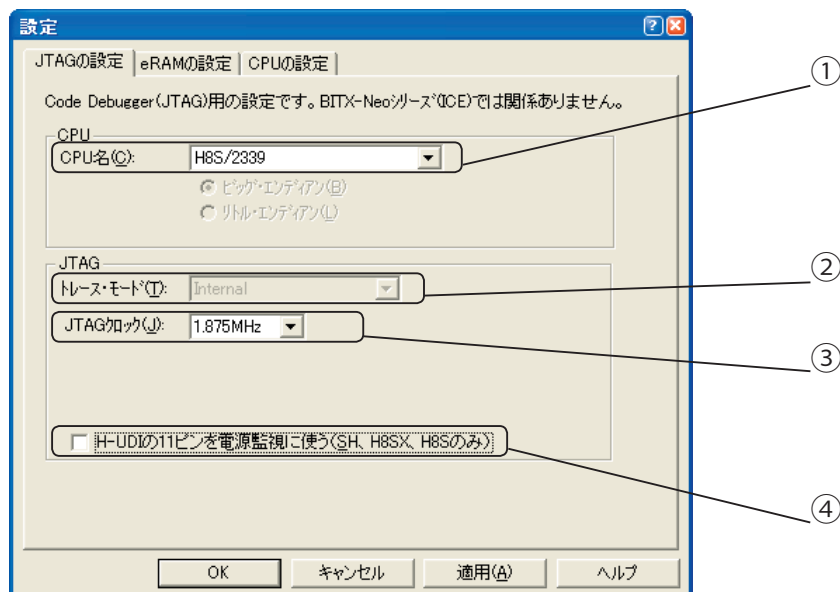 設定
JTAGの設定 eRAMの設定 CPUの設定
Code Debugger(JTAG)用の設定です。BITX-Neoシリーズ(ICE)では関係ありません。
①
CPU
CPU名(C): H8S/2339
ビッグ・エンディアン(B)
リトル・エンディアン(L)
JTAG
②
トレース・モード(T): Internal
JTAGクロック(J): 1.875MHz
③
H-UDIの11ピンを電源監視に使う(SH、H8SX、H8Sのみ)
④
OK キャンセル 適用(A) ヘルプ